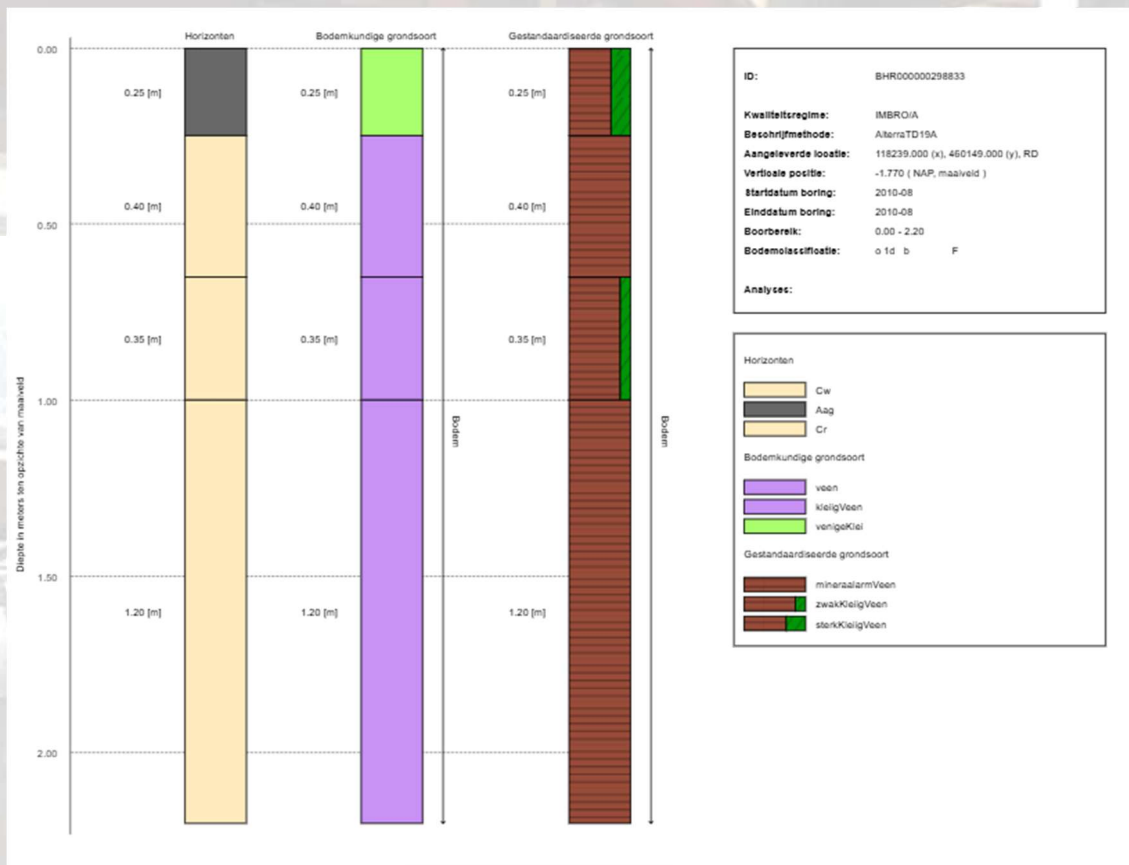 Horizonten
Bodemkundige grondsoort
Gestandaardiseerde grondsoort
0.00
0.25 [m]
0.25 [m]
0.25 [m]
0.40 [m]
0.40 [m]
0.40 [m]
0.50
0.35 [m]
0.35 [m]
0.35 [m]
1.00
Bodem
Bodem
Diepte in meters ten opzichte van maaiveld
1.50
1.20 [m]
1.20 [m]
1.20 [m]
2.00
ID: BHR000000298833
Kwaliteitsregime: IMBRO/A
Beschrijfmethode: AlterraTD19A
Aangeleverde locatie: 118239.000 (x), 460149.000 (y), RD
Verticale positie: -1.770 ( NAP, maaiveld )
Startdatum boring: 2010-08
Einddatum boring: 2010-08
Boorbereik: 0.00 - 2.20
Bodemclassificatie: o 1d b F
Analyses:
Horizonten
Cw
Aag
Cr
Bodemkundige grondsoort
veen
kleiigVeen
venigeKlei
Gestandaardiseerde grondsoort
mineraalarmVeen
zwakKleiigVeen
sterkKleiigVeen